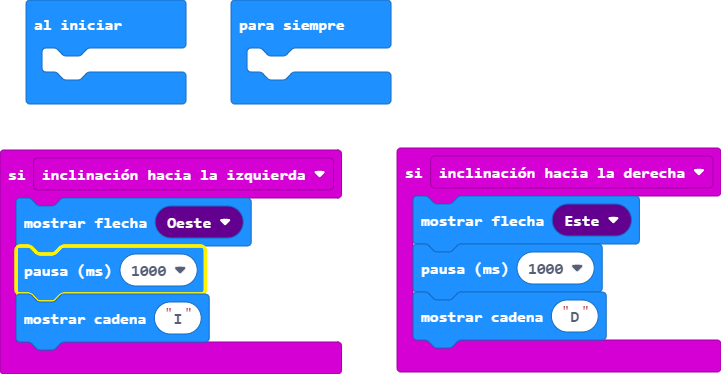 al iniciar
para siempre
si inclinación hacia la izquierda
mostrar flecha Oeste
pausa (ms) 1000
mostrar cadena "I"
si inclinación hacia la derecha
mostrar flecha Este
pausa (ms) 1000
mostrar cadena "D"